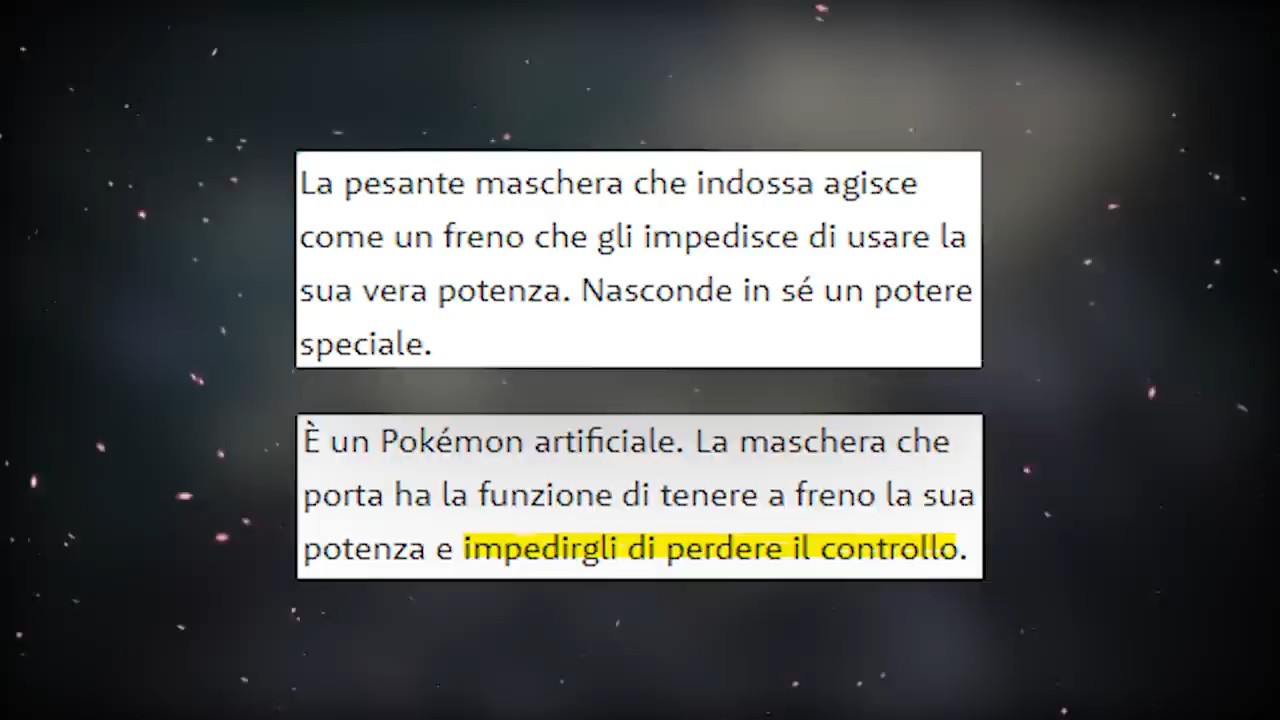 La pesante maschera che indossa agisce
come un freno che gli impedisce di usare la
sua vera potenza. Nasconde in sé un potere
speciale.
È un Pokémon artificiale. La maschera che
porta ha la funzione di tenere a freno la sua
potenza e impedirgli di perdere il controllo.